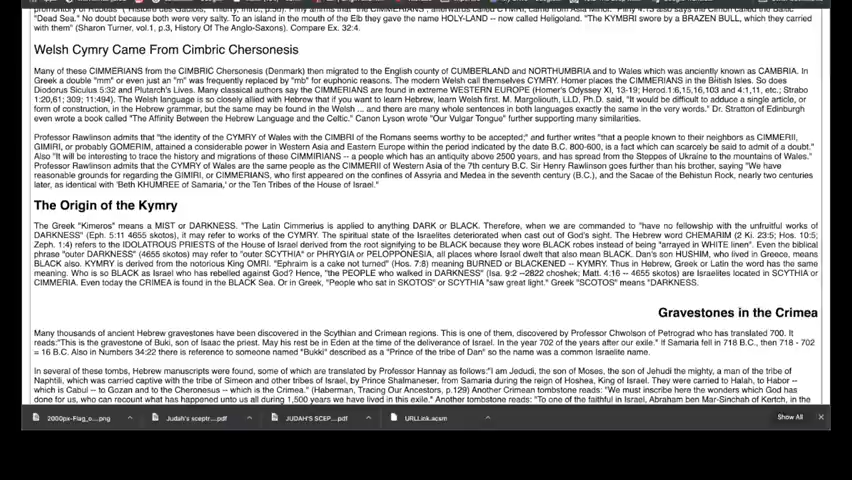 "Dead Sea." No doubt because both were very salty. To an island in the mouth of the Elb they gave the name HOLY-LAND -- now called Heligoland. "The KYMBRI swore by a BRAZEN BULL, which they carried
with them" (Sharon Turner, vol.1, p.3, History Of The Anglo-Saxons). Compare Ex. 32:4.
Welsh Cymry Came From Cimbric Chersonesis
Many of these CIMMERIANS from the CIMBRIC Chersonesis (Denmark) then migrated to the English county of CUMBERLAND and NORTHUMBRIA and to Wales which was anciently known as CAMBRIA. In
Greek a double "mm" or even just an "m" was frequently replaced by "mb" for euphonic reasons. The modern Welsh call themselves CYMRY. Homer places the CIMMERIANS in the British Isles. So does
Diodorus Siculus 5:32 and Plutarch's Lives. Many classical authors say the CIMMERIANS are found in extreme WESTERN EUROPE (Homer's Odyssey XI, 13-19; Herod.1:6,15,16,103 and 4:1,11, etc.; Strabo
1:20,61; 309; 11:494). The Welsh language is so closely allied with Hebrew that if you want to learn Hebrew, learn Welsh first. M. Margoliouth, LLD, Ph.D. said, "It would be difficult to adduce a single article, or
form of construction, in the Hebrew grammar, but the same may be found in the Welsh ... and there are many whole sentences in both languages exactly the same in the very words." Dr. Stratton of Edinburgh
even wrote a book called "The Affinity Between the Hebrew Language and the Celtic." Canon Lyson wrote "Our Vulgar Tongue" further supporting many similarities.
Professor Rawlinson admits that "the identity of the CYMRY of Wales with the CIMBRI of the Romans seems worthy to be accepted;" and further writes "that a people known to their neighbors as CIMMERII,
GIMIRI, or probably GOMERIM, attained a considerable power in Western Asia and Eastern Europe within the period indicated by the date B.C. 800-600, is a fact which can scarcely be said to admit of a doubt."
Also "It will be interesting to trace the history and migrations of these CIMMERIANS -- a people which has an antiquity above 2500 years, and has spread from the Steppes of Ukraine to the mountains of Wales."
Professor Rawlinson admits that the CYMRY of Wales are the same people as the CIMMERII of Western Asia of the 7th century B.C. Sir Henry Rawlinson goes further than his brother, saying "We have
reasonable grounds for regarding the GIMIRI, or CIMMERIANS, who first appeared on the confines of Assyria and Medea in the seventh century (B.C.), and the Sacae of the Behistun Rock, nearly two centuries
later, as identical with 'Beth KHUMREE of Samaria,' or the Ten Tribes of the House of Israel."
The Origin of the Kymry
The Greek "Kimeros" means a MIST or DARKNESS. "The Latin Cimmerius is applied to anything DARK or BLACK. Therefore, when we are commanded to "have no fellowship with the unfruitful works of
DARKNESS" (Eph. 5:11 4655 skotos), it may refer to works of the CYMRY. The spiritual state of the Israelites deteriorated when cast out of God's sight. The Hebrew word CHEMARIM (2 Ki. 23:5; Hos. 10:5;
Zeph. 1:4) refers to the IDOLATROUS PRIESTS of the House of Israel derived from the root signifying to be BLACK because they wore BLACK robes instead of being "arrayed in WHITE linen". Even the biblical
phrase "outer DARKNESS" (4655 skotos) may refer to "outer SCYTHIA" or PHRYGIA or PELOPPONESIA, all places where Israel dwelt that also mean BLACK. Dan's son HUSHIM, who lived in Greece, means
BLACK also. KYMRY is derived from the notorious King OMRI. "Ephraim is a cake not turned" (Hos. 7:8) meaning BURNED or BLACKENED -- KYMRY. Thus in Hebrew, Greek or Latin the word has the same
meaning. Who is so BLACK as Israel who has rebelled against God? Hence, "the PEOPLE who walked in DARKNESS" (Isa. 9:2 --2822 choshek; Matt. 4:16 -- 4655 skotos) are Israelites located in SCYTHIA or
CIMMERIA. Even today the CRIMEA is found in the BLACK Sea. Or in Greek, "People who sat in SKOTOS" or SCYTHIA "saw great light." Greek "SCOTOS" means "DARKNESS.
Gravestones in the Crimea
Many thousands of ancient Hebrew gravestones have been discovered in the Scythian and Crimean regions. This is one of them, discovered by Professor Chwolson of Petrograd who has translated 700. It
reads:"This is the gravestone of Buki, son of Isaac the priest. May his rest be in Eden at the time of the deliverance of Israel. In the year 702 of the years after our exile." If Samaria fell in 718 B.C., then 718 - 702
= 16 B.C. Also in Numbers 34:22 there is reference to someone named "Bukki" described as a "Prince of the tribe of Dan" so the name was a common Israelite name.
In several of these tombs, Hebrew manuscripts were found, some of which are translated by Professor Hannay as follows:"I am Jedudi, the son of Moses, the son of Jehudi the mighty, a man of the tribe of
Naphtili, which was carried captive with the tribe of Simeon and other tribes of Israel, by Prince Shalmaneser, from Samaria during the reign of Hoshea, King of Israel. They were carried to Halah, to Habor --
which is Cabul -- to Gozan and to the Cheronesus -- which is the Crimea." (Haberman, Tracing Our Ancestors, p.129) Another Crimean tombstone reads: "We must inscribe here the wonders which God has
done for us, who can recount what has happened unto us all during 1,500 years we have lived in this exile." Another tombstone reads: "To one of the faithful in Israel, Abraham ben Mar-Sinchah of Kertch, in the
2000px-Flag_o....png
Judah's sceptr....pdf
JUDAH'S SCEP....pdf
URLLink.acsm
Show All